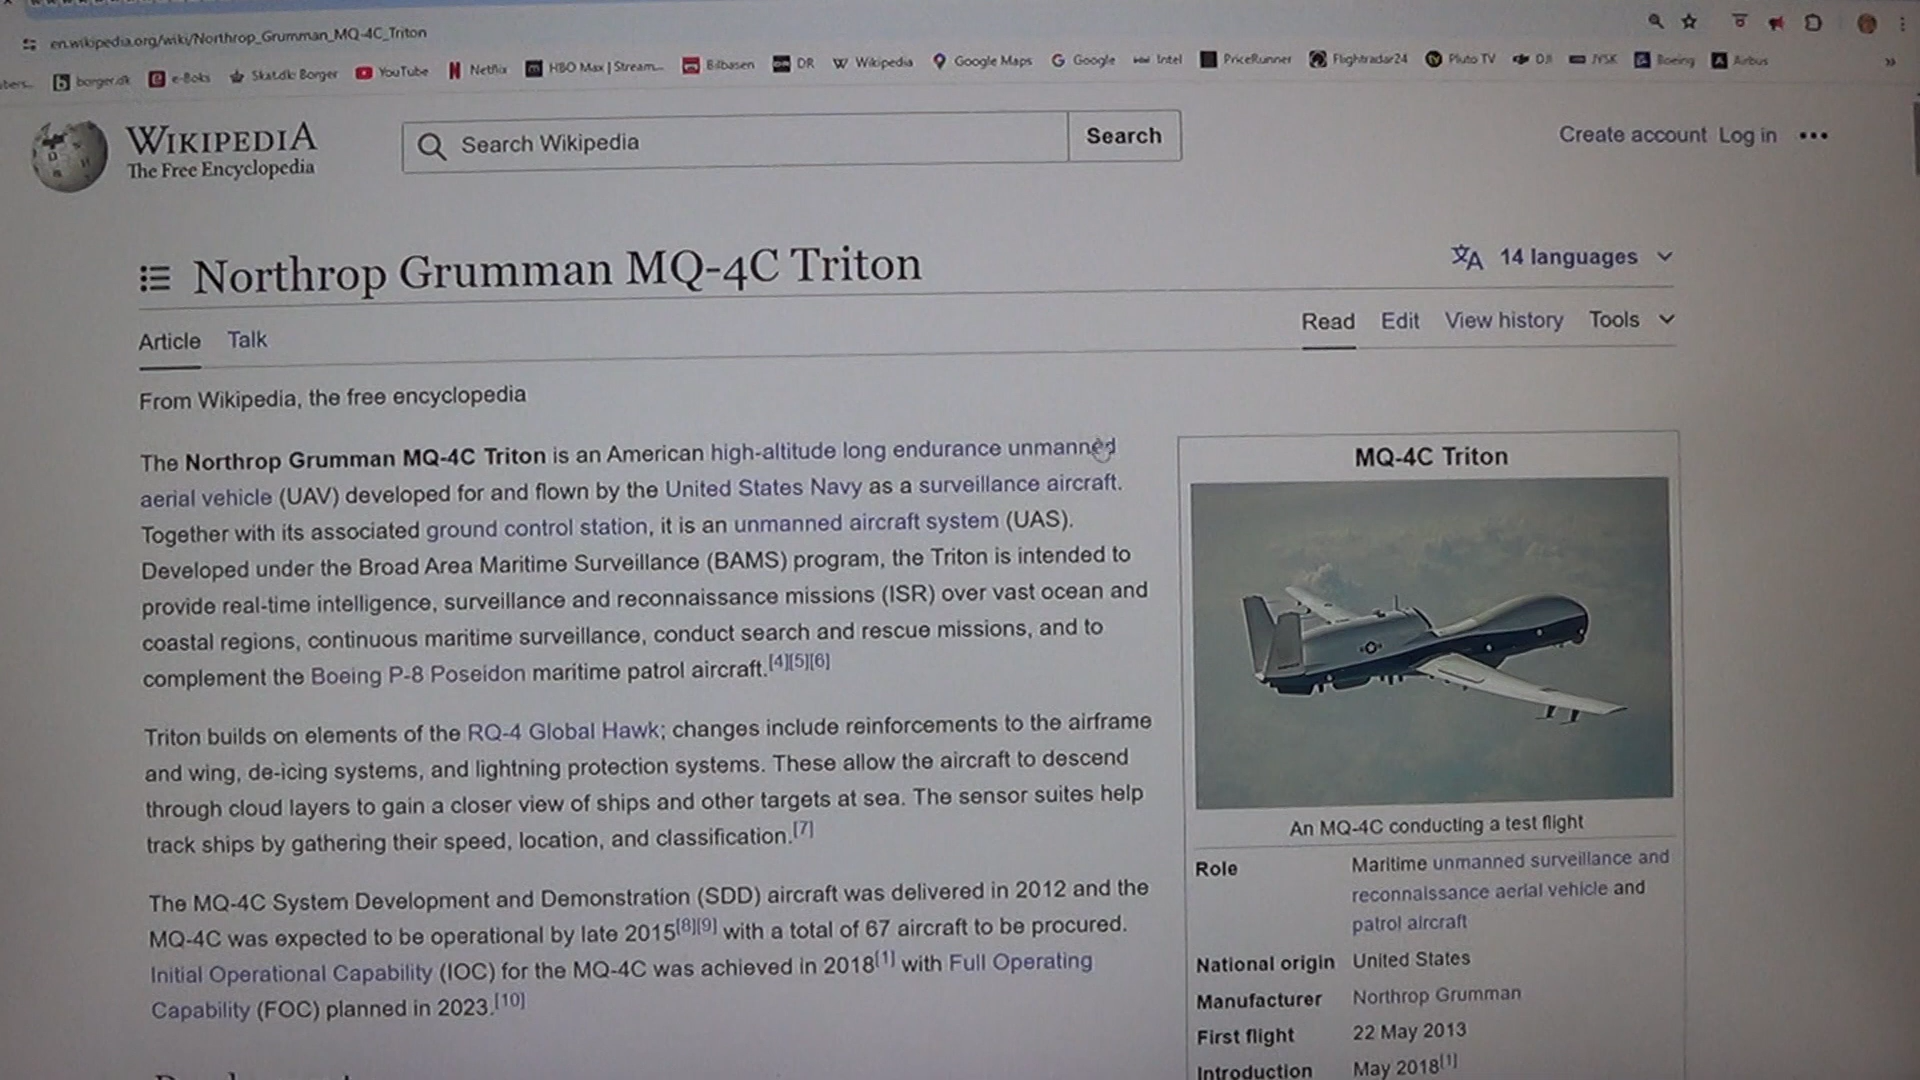 en.wikipedia.org/wiki/Northrop_Grumman_MQ-4C_Triton
borger.dk e-Boks Skat.dk: Borger YouTube Netflix HBO Max | Stream... Bilbasen DR Wikipedia Google Maps Google Intel PriceRunner Flightradar24 Pluto TV DJI JYSK Boeing Airbus »
WIKIPEDIA
The Free Encyclopedia
Search Wikipedia
Search
Create account Log in
Northrop Grumman MQ-4C Triton
14 languages
Article Talk
Read Edit View history Tools
From Wikipedia, the free encyclopedia
The Northrop Grumman MQ-4C Triton is an American high-altitude long endurance unmanned
aerial vehicle (UAV) developed for and flown by the United States Navy as a surveillance aircraft.
Together with its associated ground control station, it is an unmanned aircraft system (UAS).
Developed under the Broad Area Maritime Surveillance (BAMS) program, the Triton is intended to
provide real-time intelligence, surveillance and reconnaissance missions (ISR) over vast ocean and
coastal regions, continuous maritime surveillance, conduct search and rescue missions, and to
complement the Boeing P-8 Poseidon maritime patrol aircraft.[4][5][6]
Triton builds on elements of the RQ-4 Global Hawk; changes include reinforcements to the airframe
and wing, de-icing systems, and lightning protection systems. These allow the aircraft to descend
through cloud layers to gain a closer view of ships and other targets at sea. The sensor suites help
track ships by gathering their speed, location, and classification.[7]
The MQ-4C System Development and Demonstration (SDD) aircraft was delivered in 2012 and the
MQ-4C was expected to be operational by late 2015[8][9] with a total of 67 aircraft to be procured.
Initial Operational Capability (IOC) for the MQ-4C was achieved in 2018[1] with Full Operating
Capability (FOC) planned in 2023.[10]
MQ-4C Triton
An MQ-4C conducting a test flight
Role Maritime unmanned surveillance and
reconnaissance aerial vehicle and
patrol aircraft
National origin United States
Manufacturer Northrop Grumman
First flight 22 May 2013
Introduction May 2018[1]